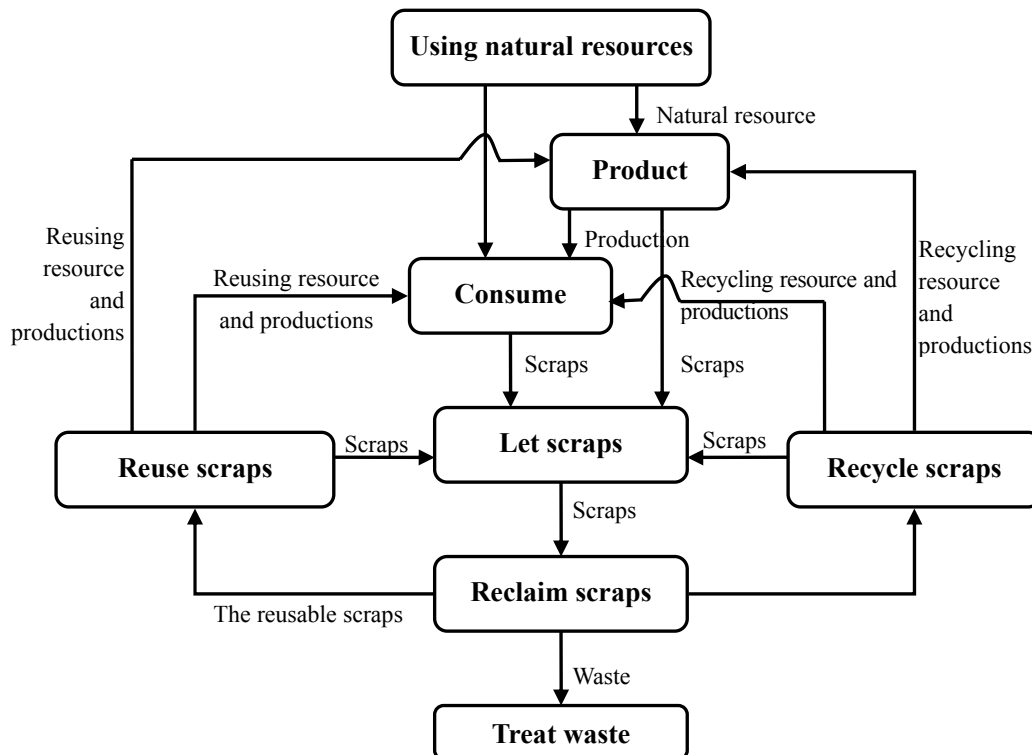 Using natural resources
Natural resource
Product
Production
Reusing
resource
and
productions
Reusing resource
and productions
Consume
Recycling resource and
productions
Recycling
resource
and
productions
Scraps
Scraps
Let scraps
Scraps
Scraps
Reuse scraps
Recycle scraps
Scraps
Reclaim scraps
The reusable scraps
Waste
Treat waste